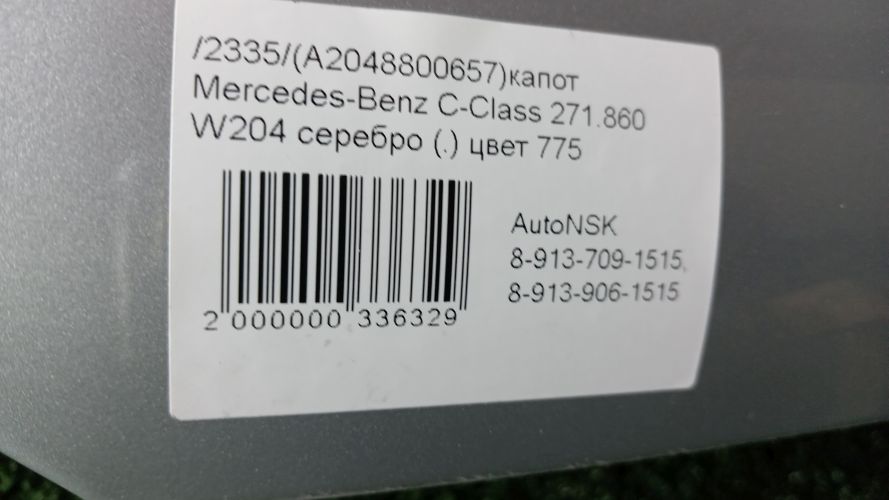 /2335/(A2048800657)капот
Mercedes-Benz C-Class 271.860
W204 серебро (.) цвет 775
AutoNSK
8-913-709-1515,
8-913-906-1515
2 000000 336329